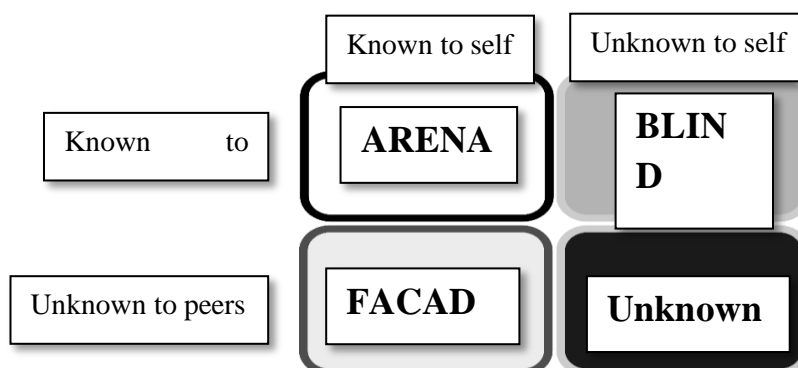 Known to self
Unknown to self
Known to
ARENA
BLIN
D
Unknown to peers
FACAD
Unknown